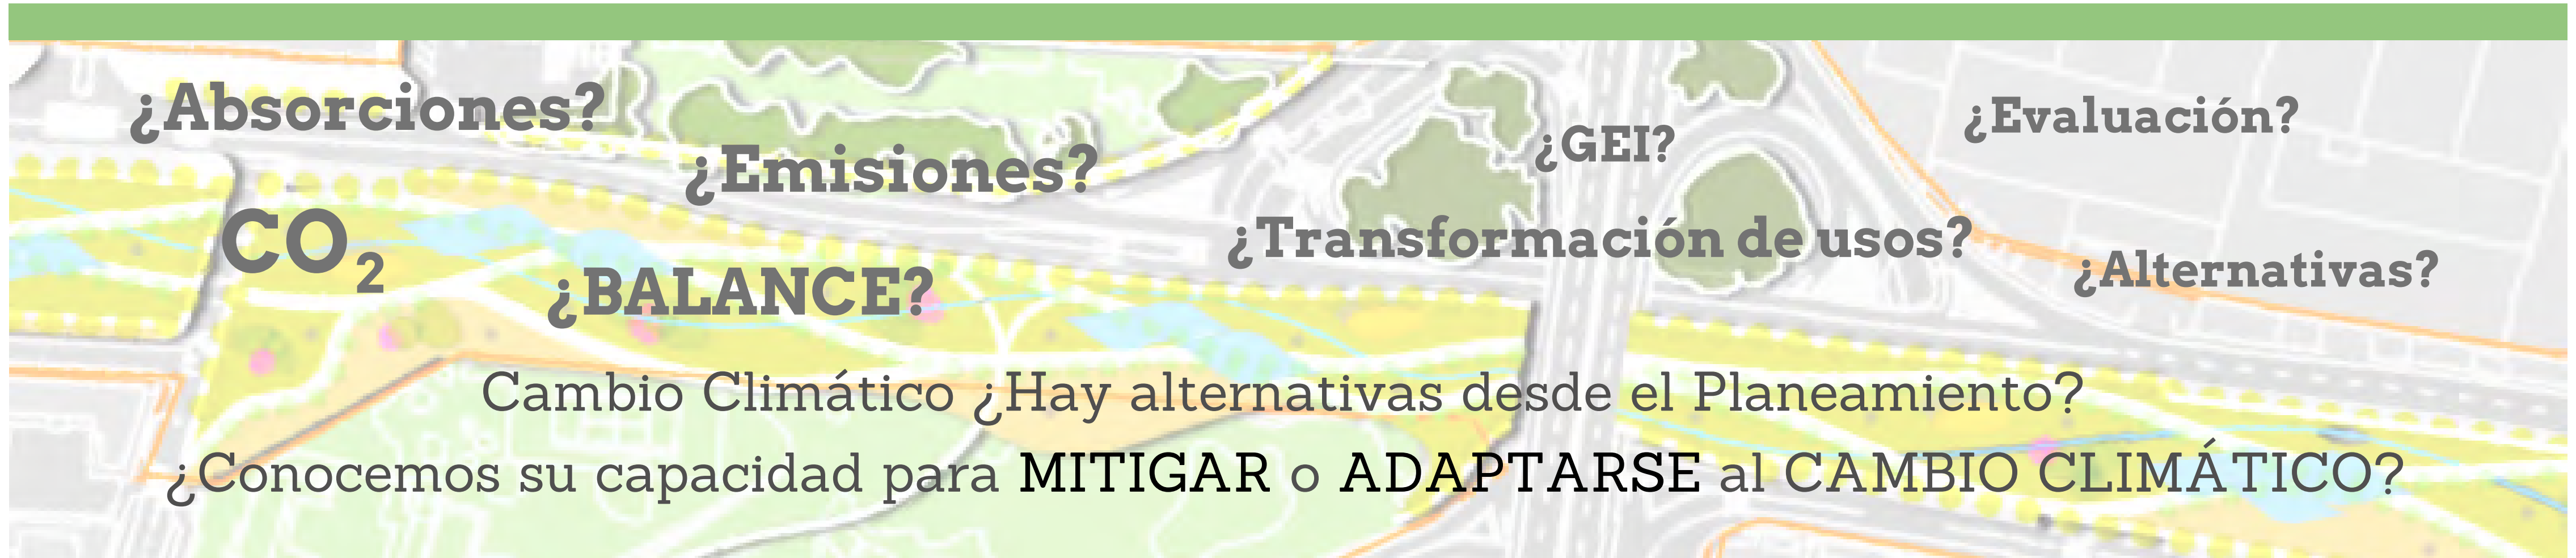 ¿Absorciones?
¿Evaluación?
¿GEI?
¿Emisiones?
CO₂
¿Transformación de usos?
¿Alternativas?
¿BALANCE?
Cambio Climático ¿Hay alternativas desde el Planeamiento?
¿Conocemos su capacidad para MITIGAR o ADAPTARSE al CAMBIO CLIMÁTICO?